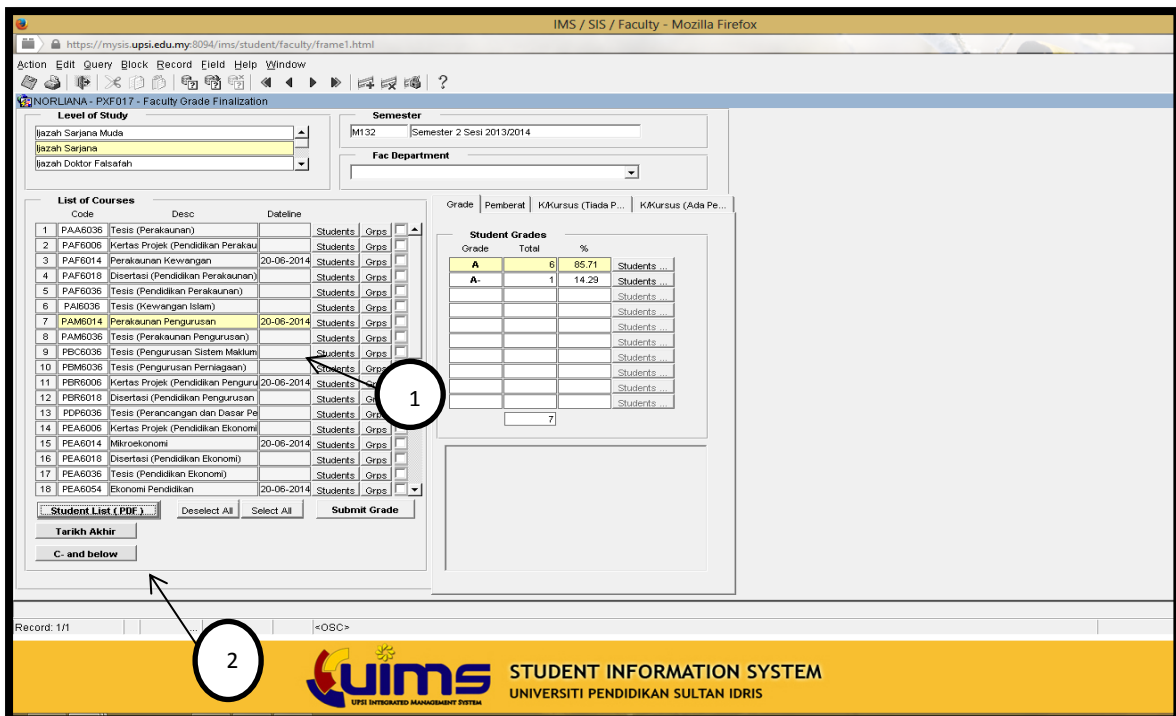 IMS / SIS / Faculty - Mozilla Firefox
https://mysis.upsi.edu.my:8094/ims/student/faculty/frame1.html
Action Edit Query Block Record Field Help Window
?
NORLIANA - PXF017 - Faculty Grade Finalization
Level of Study
Ijazah Sarjana Muda
Ijazah Sarjana
Ijazah Doktor Falsafah
Semester
M132 Semester 2 Sesi 2013/2014
Fac Department
List of Courses
Code Desc Dateline
1 PAA6036 Tesis (Perakaunan) Students Grps
2 PAF6006 Kertas Projek (Pendidikan Perakau Students Grps
3 PAF6014 Perakaunan Kewangan 20-06-2014 Students Grps
4 PAF6018 Disertasi (Pendidikan Perakaunan) Students Grps
5 PAF6036 Tesis (Pendidikan Perakaunan) Students Grps
6 PAI6036 Tesis (Kewangan Islam) Students Grps
7 PAM6014 Perakaunan Pengurusan 20-06-2014 Students Grps
8 PAM6036 Tesis (Perakaunan Pengurusan) Students Grps
9 PBC6036 Tesis (Pengurusan Sistem Maklum Students Grps
10 PBM6036 Tesis (Pengurusan Perniagaan) Students Grps
11 PBR6006 Kertas Projek (Pendidikan Penguru 20-06-2014 Students
12 PBR6018 Disertasi (Pendidikan Pengurusan Students
13 PDP6036 Tesis (Perancangan dan Dasar Pe Students Grps
14 PEA6006 Kertas Projek (Pendidikan Ekonomi Students Grps
15 PEA6014 Mikroekonomi 20-06-2014 Students Grps
16 PEA6018 Disertasi (Pendidikan Ekonomi) Students Grps
17 PEA6036 Tesis (Pendidikan Ekonomi) Students Grps
18 PEA6054 Ekonomi Pendidikan 20-06-2014 Students Grps
Student List ( PDF ) Deselect All Select All Submit Grade
Tarikh Akhir
C- and below
Grade Pemberat K/Kursus (Tiada P... K/Kursus (Ada Pe...
Student Grades
Grade Total %
A 6 85.71 Students ...
A- 1 14.29 Students ...
Students ...
Students ...
Students ...
Students ...
Students ...
Students ...
Students ...
Students ...
7
1
2
Record: 1/1 ... <OSC>
uims
UPSI INTEGRATED MANAGEMENT SYSTEM
STUDENT INFORMATION SYSTEM
UNIVERSITI PENDIDIKAN SULTAN IDRIS